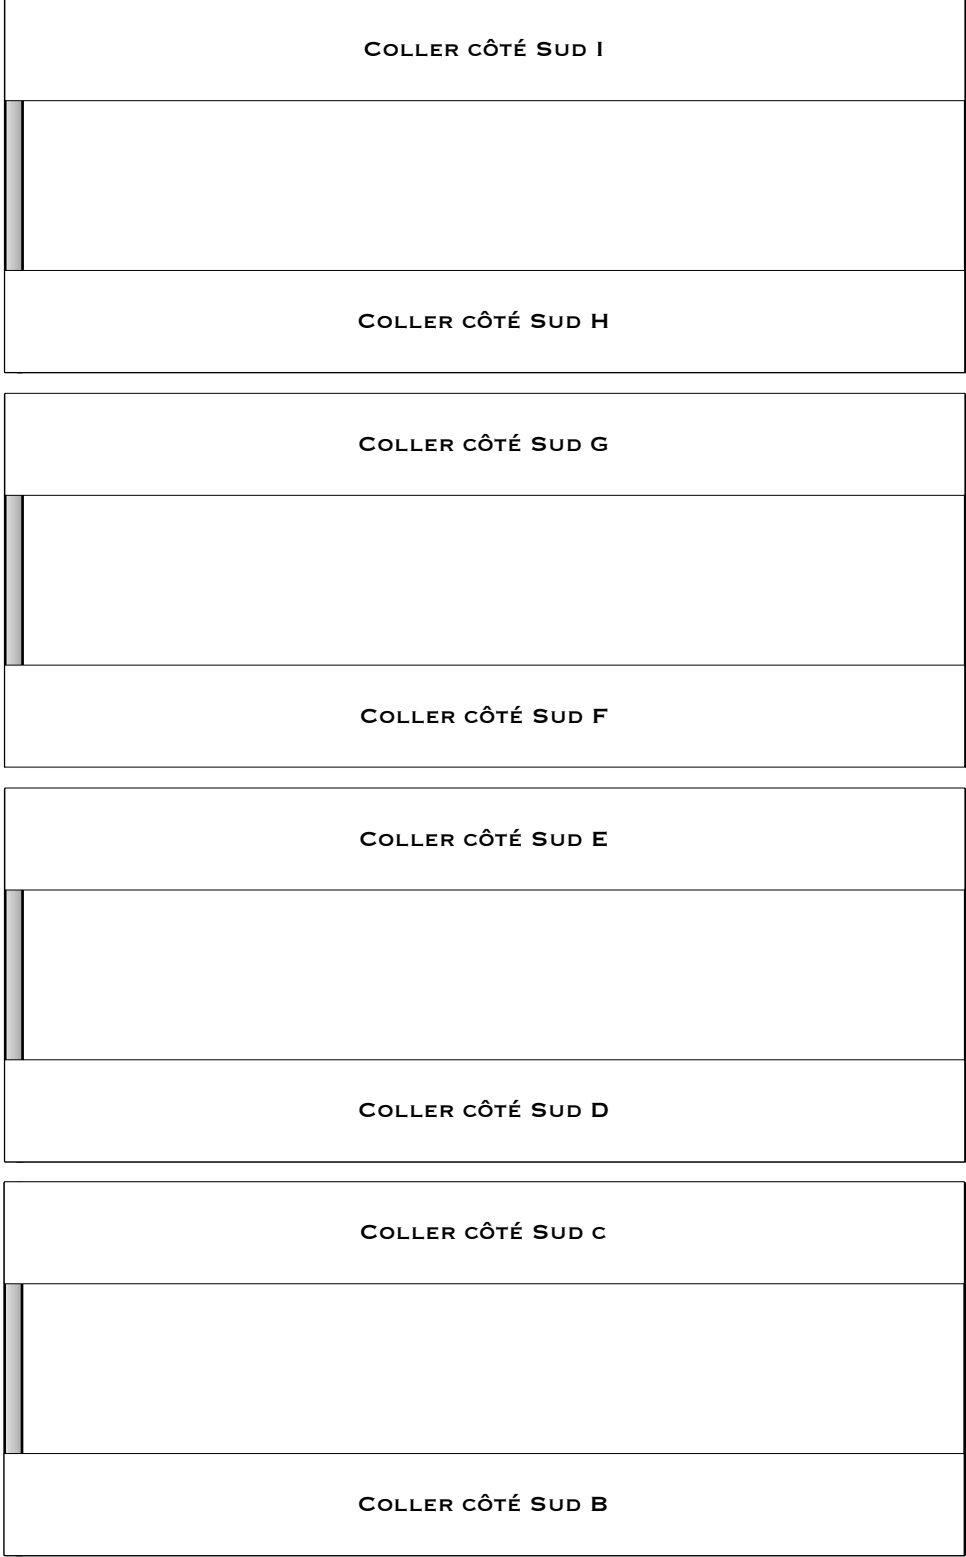 Coller côté Sud I
Coller côté Sud H
Coller côté Sud G
Coller côté Sud F
Coller côté Sud E
Coller côté Sud D
Coller côté Sud c
Coller côté Sud B